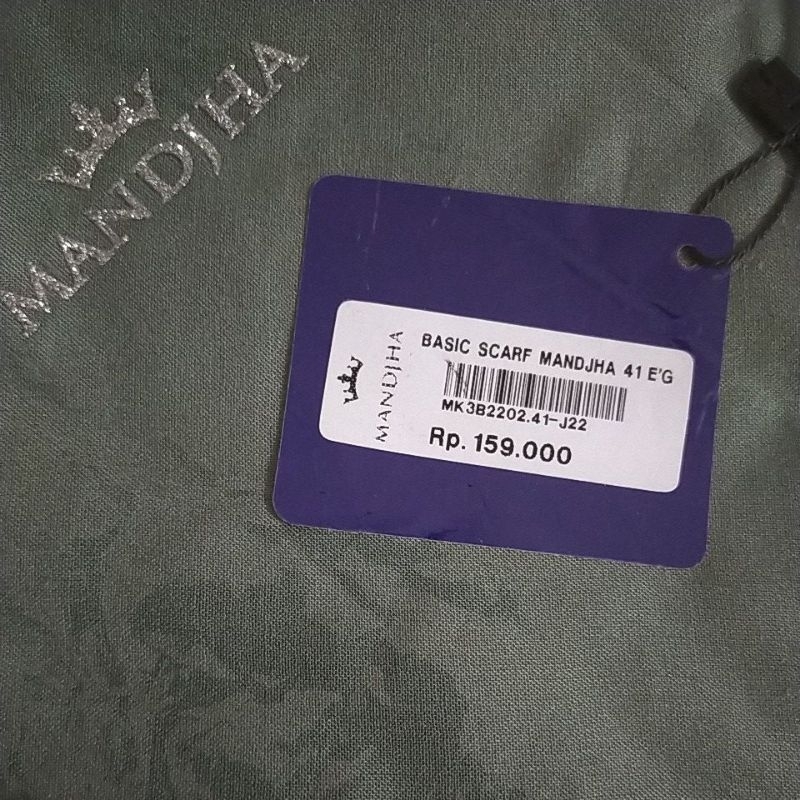 MANDJHA
MANDJHA
BASIC SCARF MANDJHA 41 E'G
MK3B2202.41-J22
Rp. 159.000